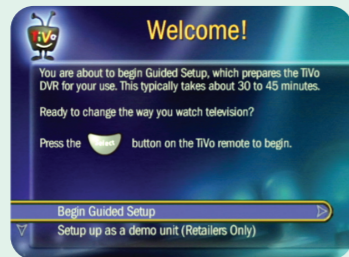 TiVo
Welcome!
You are about to begin Guided Setup, which prepares the TiVo
DVR for your use. This typically takes about 30 to 45 minutes.
Ready to change the way you watch television?
Press the Select button on the TiVo remote to begin.
Begin Guided Setup
Setup up as a demo unit (Retailers Only)